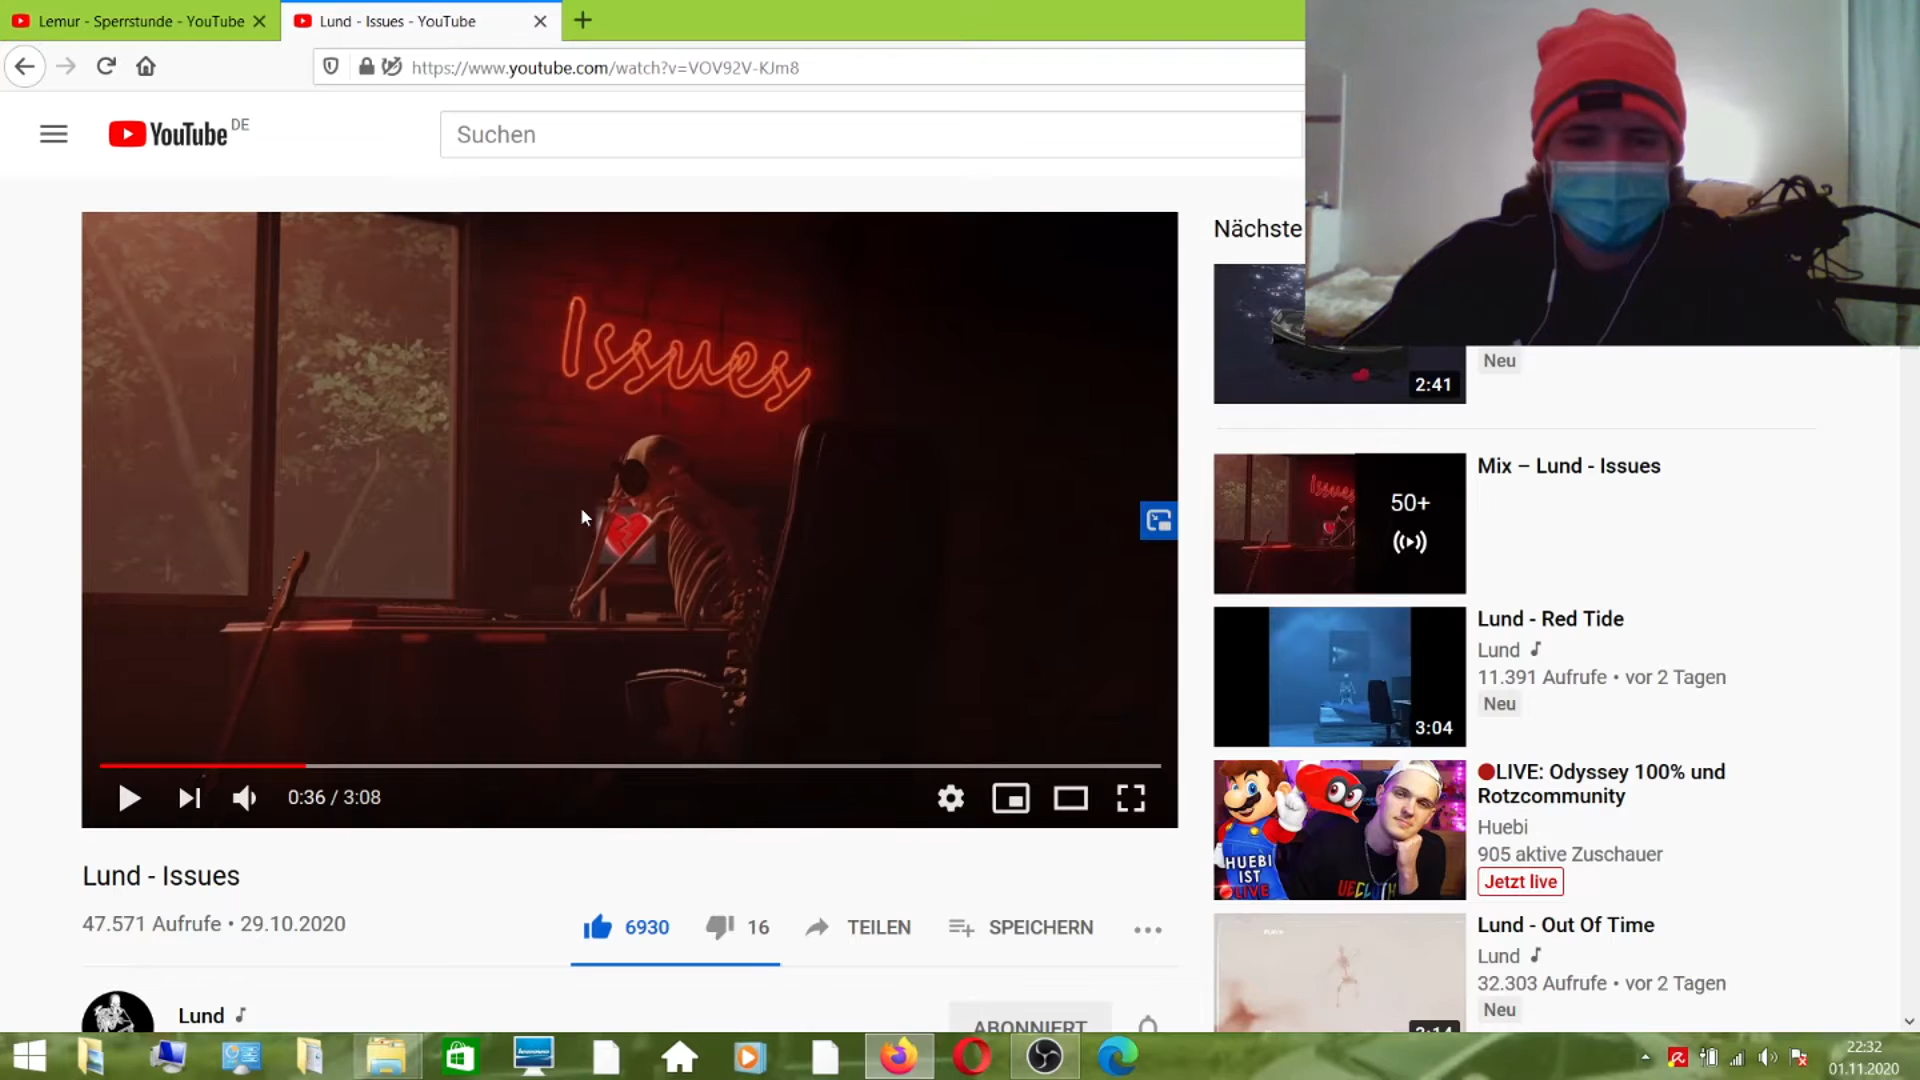 Lemur - Sperrstunde - YouTube
Lund - Issues - YouTube
https://www.youtube.com/watch?v=VOV92V-KJm8
YouTube DE
Suchen
Issues
0:36 / 3:08
Lund - Issues
47.571 Aufrufe • 29.10.2020
6930
16
TEILEN
SPEICHERN
Lund
ABONNIERT
Nächste
2:41
Neu
Issues
50+
Mix – Lund - Issues
3:04
Lund - Red Tide
Lund
11.391 Aufrufe • vor 2 Tagen
Neu
HUEBI
IST
LIVE
LIVE: Odyssey 100% und
Rotzcommunity
Huebi
905 aktive Zuschauer
Jetzt live
Lund - Out Of Time
Lund
32.303 Aufrufe • vor 2 Tagen
Neu
22:32
01.11.2020